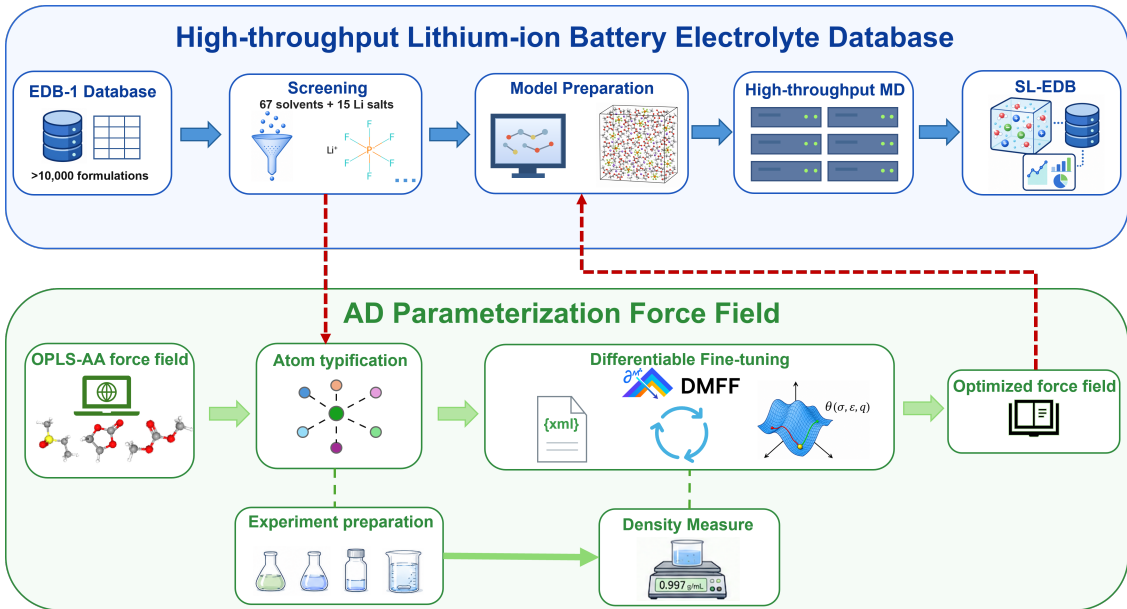 High-throughput Lithium-ion Battery Electrolyte Database
EDB-1 Database
>10,000 formulations
Screening
67 solvents + 15 Li salts
Li⁺
F
F
F
P
F
F
F
...
Model Preparation
High-throughput MD
SL-EDB
AD Parameterization Force Field
OPLS-AA force field
Atom typification
Differentiable Fine-tuning
{xml}
DMFF
θ(σ,ε,q)
Optimized force field
Experiment preparation
Density Measure
0.997 g/mL